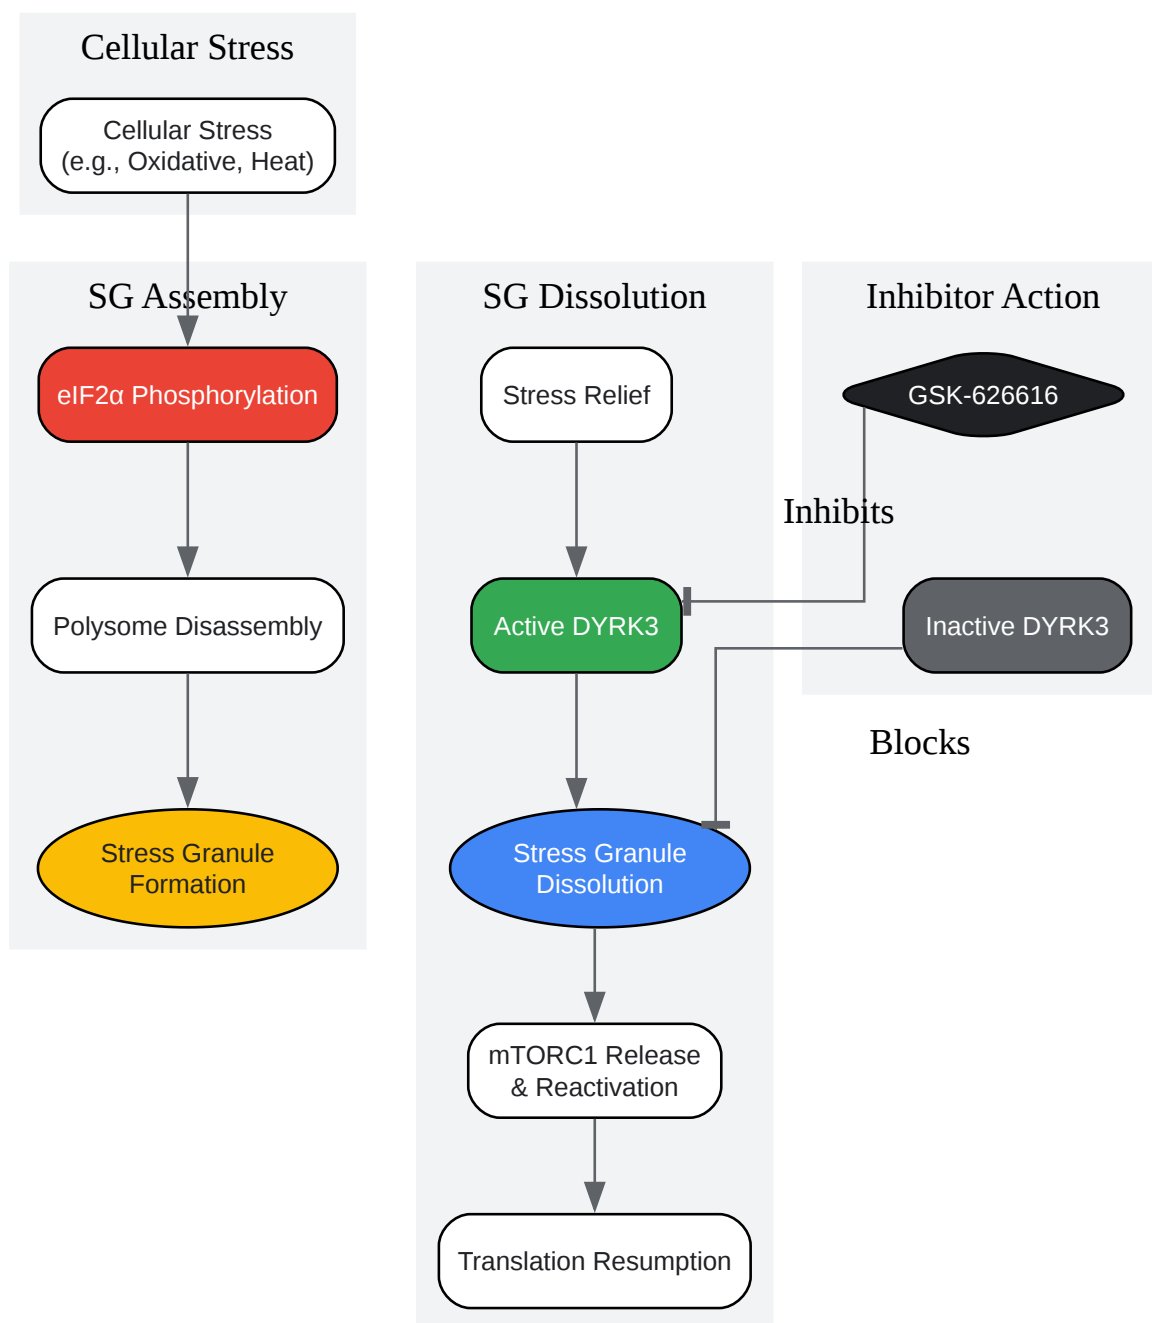 Cellular Stress
Cellular Stress
(e.g., Oxidative, Heat)
SG Assembly
eIF2α Phosphorylation
Polysome Disassembly
Stress Granule
Formation
SG Dissolution
Stress Relief
Active DYRK3
Stress Granule
Dissolution
mTORC1 Release
& Reactivation
Translation Resumption
Inhibitor Action
GSK-626616
Inhibits
Inactive DYRK3
Blocks